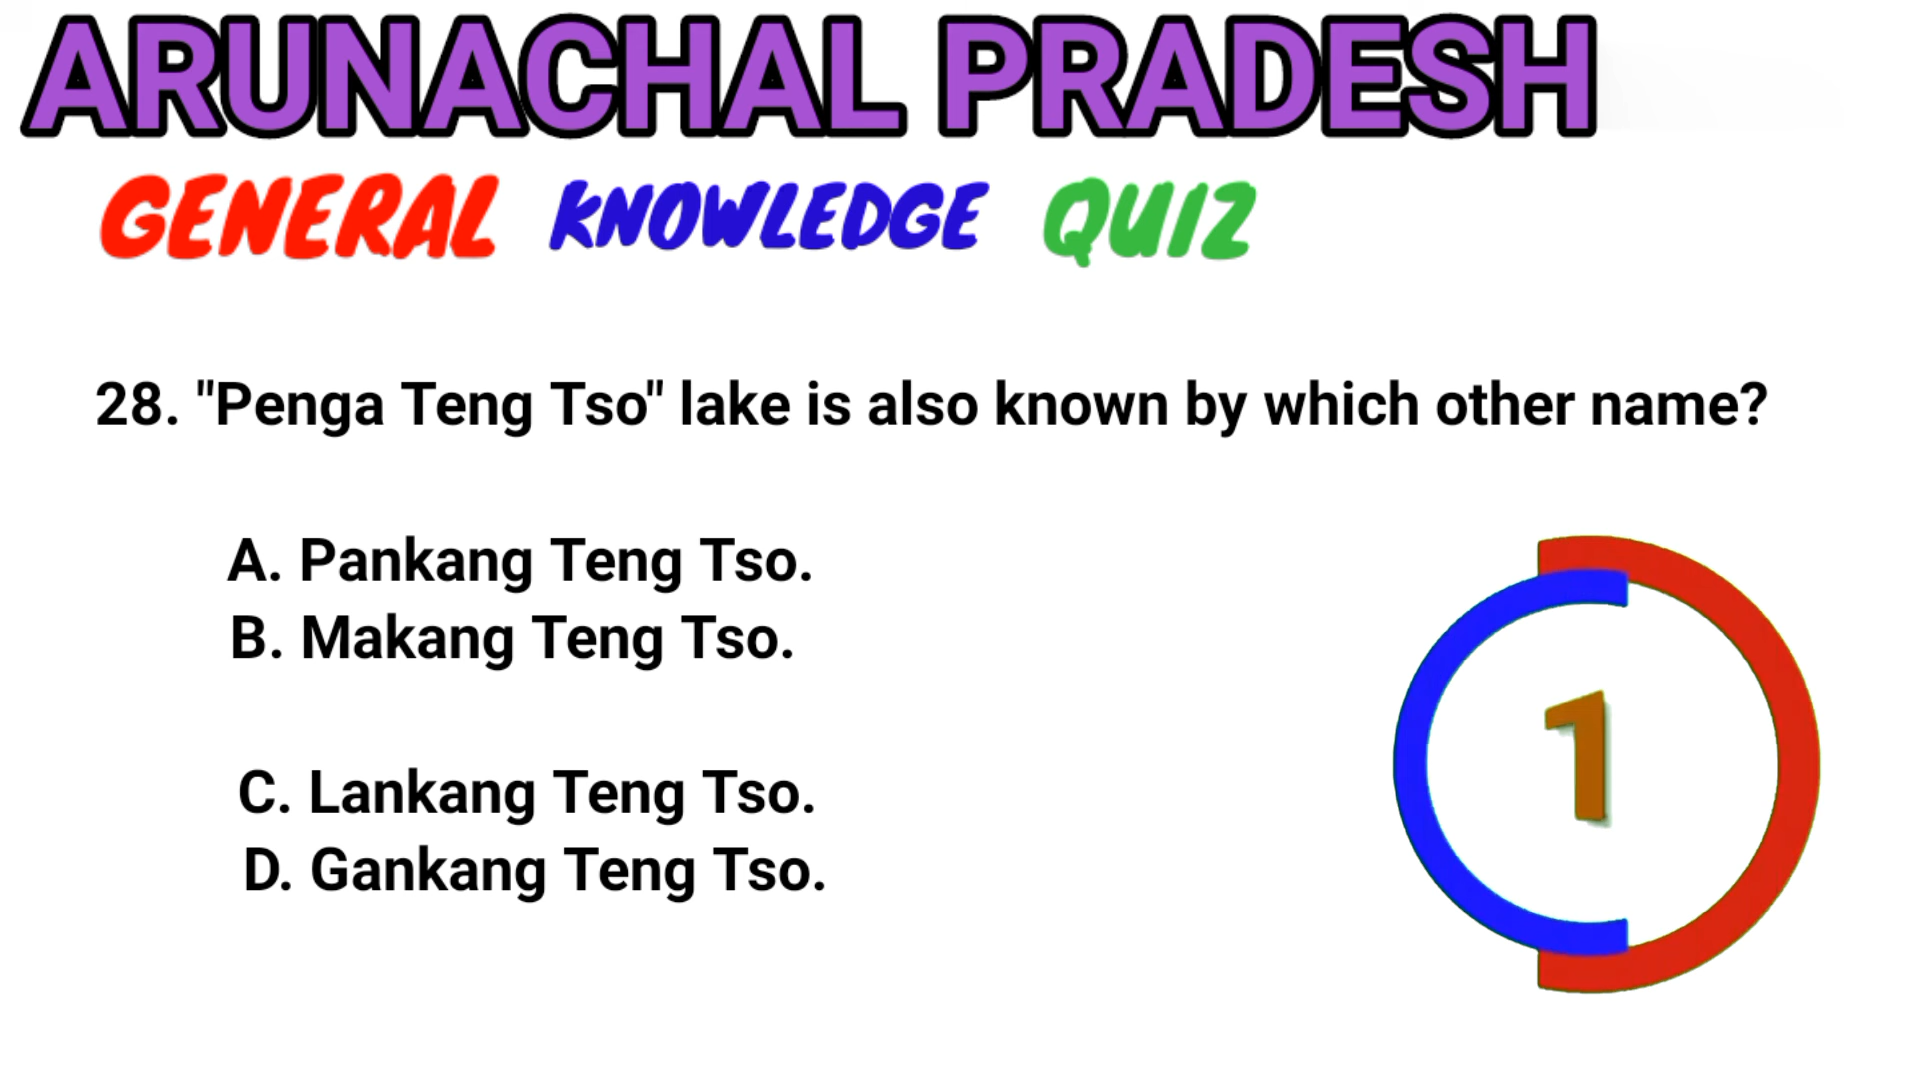 ARUNACHAL PRADESH
GENERAL KNOWLEDGE QUIZ
28. "Penga Teng Tso" lake is also known by which other name?
A. Pankang Teng Tso.
B. Makang Teng Tso.
C. Lankang Teng Tso.
D. Gankang Teng Tso.
1